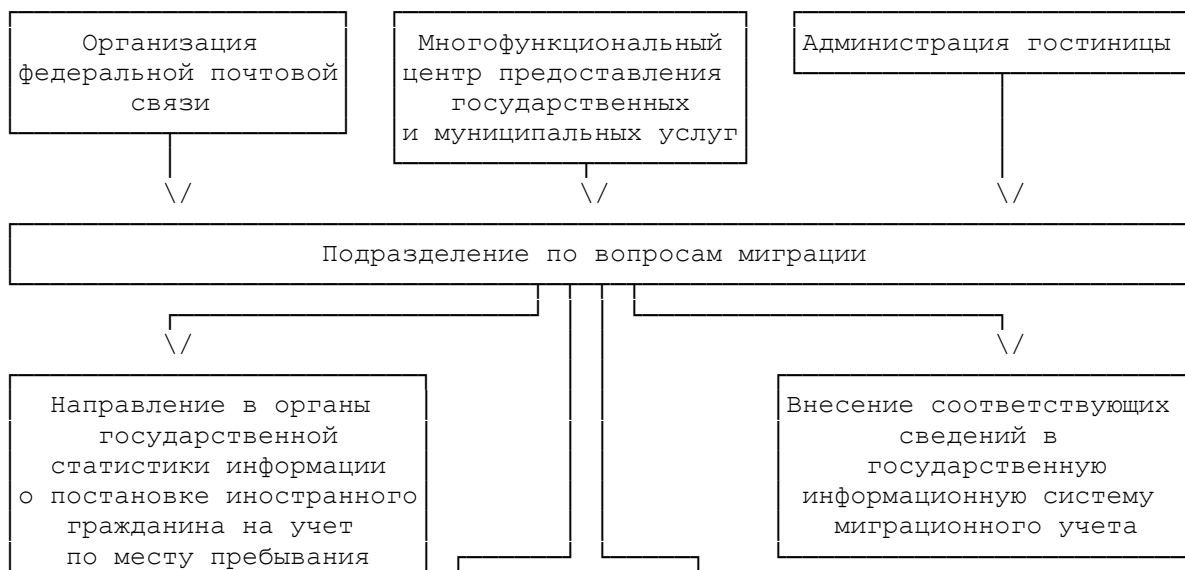 Организация
федеральной почтовой
связи
Многофункциональный
центр предоставления
государственных
и муниципальных услуг
Администрация гостиницы
Подразделение по вопросам миграции
Направление в органы
государственной
статистики информации
о постановке иностранного
гражданина на учет
по месту пребывания
Внесение соответствующих
сведений в
государственную
информационную систему
миграционного учета